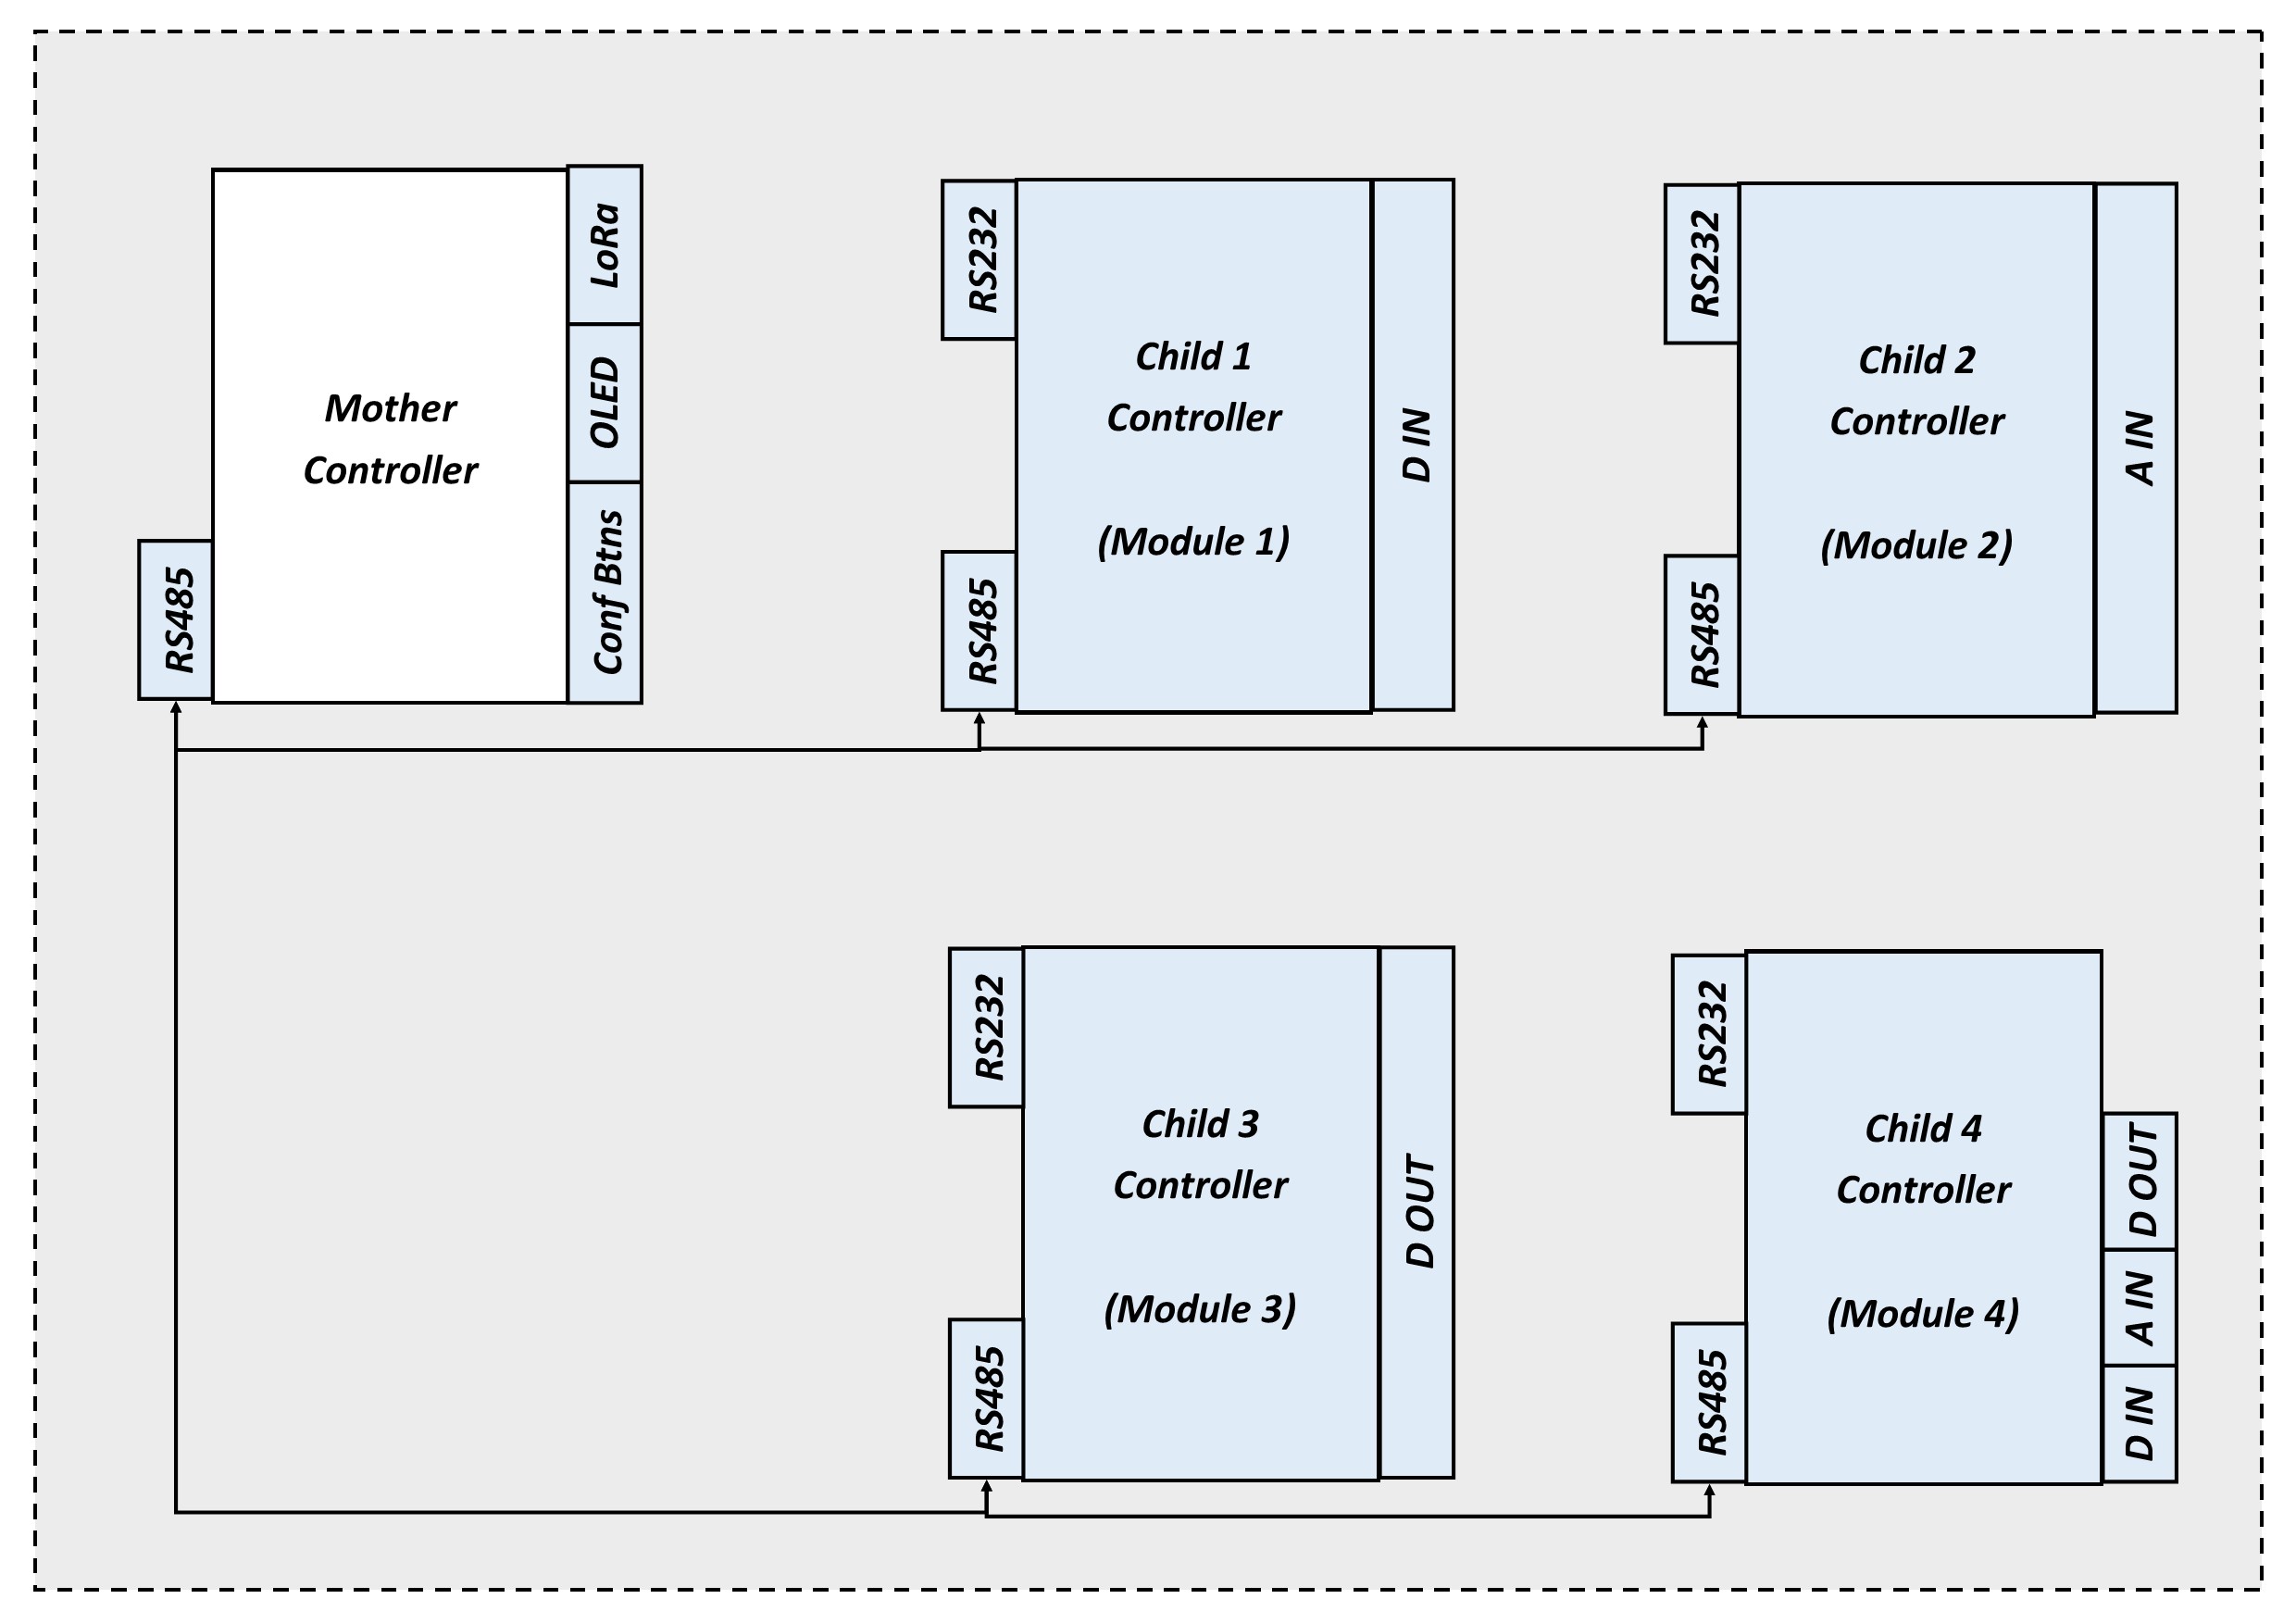 Mother
Controller
RS485
LoRa
OLED
Conf Btns
RS232
RS485
Child 1
Controller
(Module 1)
D IN
RS232
RS485
Child 2
Controller
(Module 2)
A IN
RS232
RS485
Child 3
Controller
(Module 3)
D OUT
RS232
RS485
Child 4
Controller
(Module 4)
D OUT
A IN
D IN